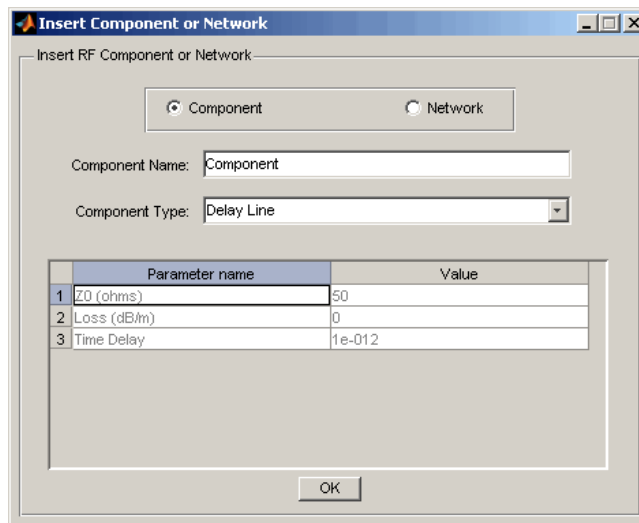 Insert Component or Network
Insert RF Component or Network
Component Network
Component Name: Component
Component Type: Delay Line
Parameter name Value
1 Z0 (ohms) 50
2 Loss (dB/m) 0
3 Time Delay 1e-012
OK